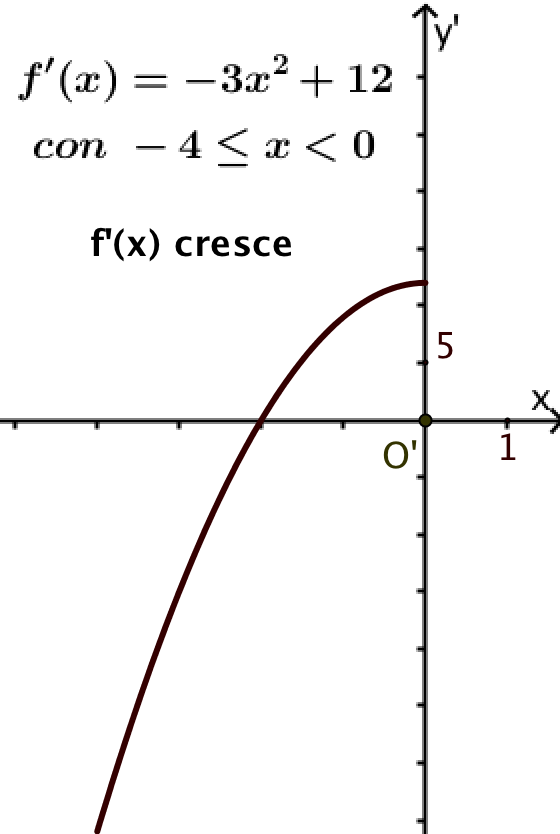 f′(x) = −3x² + 12
con − 4 ≤ x < 0
f'(x) cresce
y'
5
x
O'
1